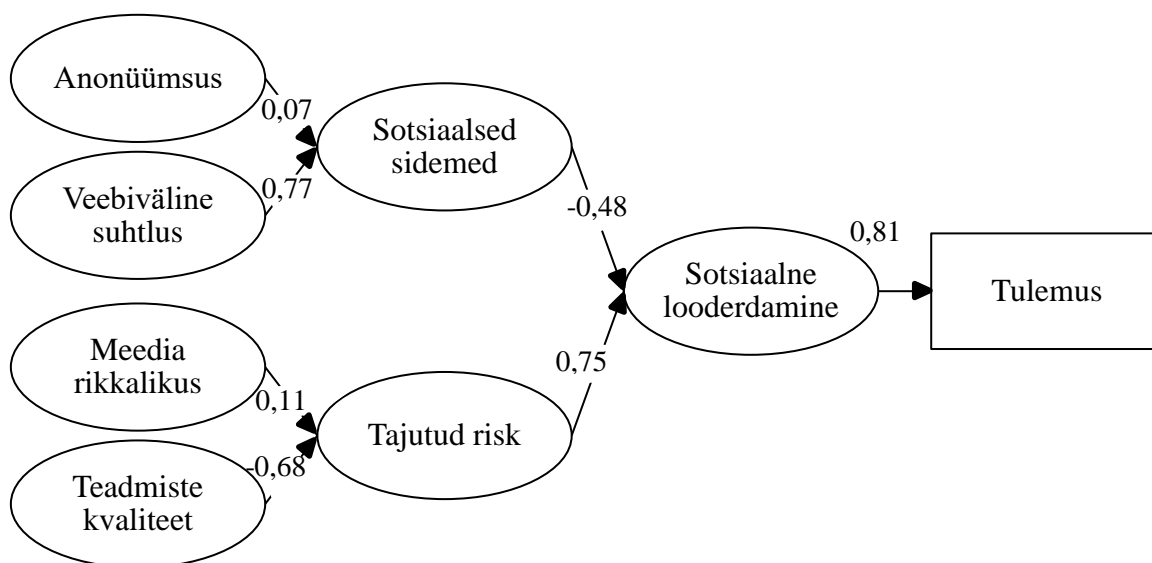 Anonüümsus
0,07
Veebiväline
suhtlus
0,77
Sotsiaalsed
sidemed
-0,48
Meedia
rikkalikus
0,11
Teadmiste
kvaliteet
-0,68
Tajutud risk
0,75
Sotsiaalne
looderdamine
0,81
Tulemus